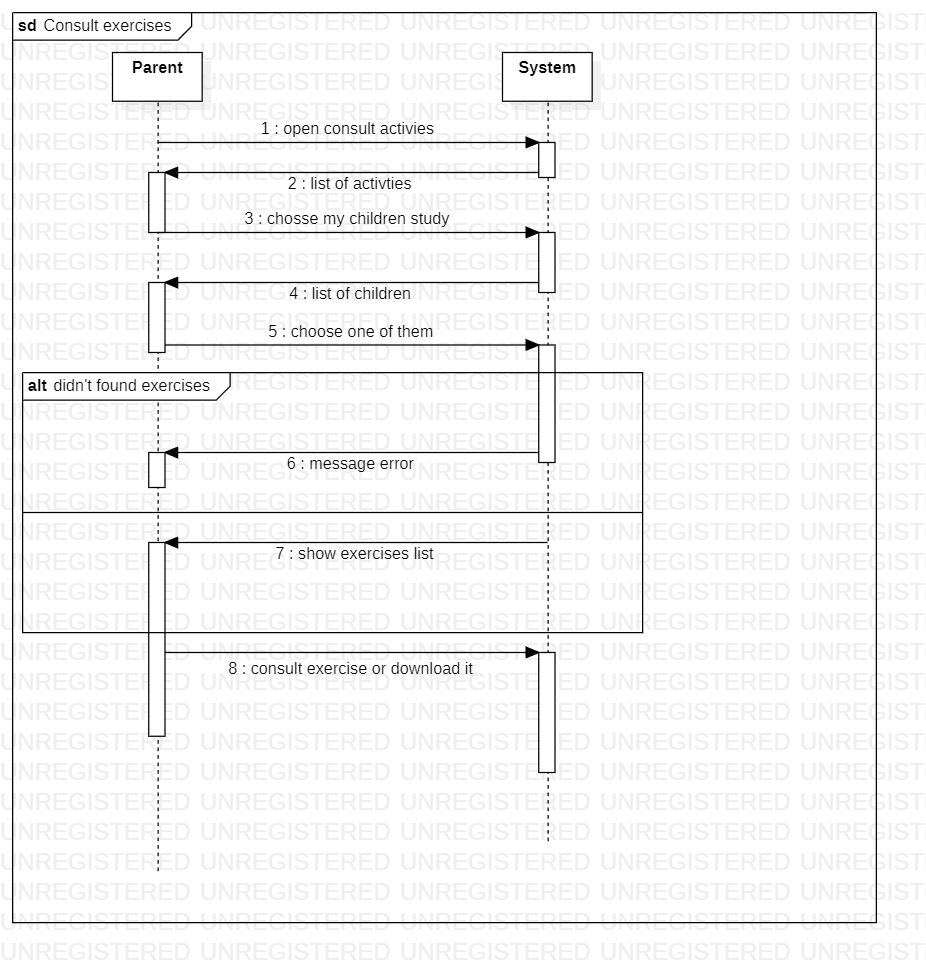 sd Consult exercises
Parent
System
1 : open consult activies
2 : list of activties
3 : chosse my children study
4 : list of children
5 : choose one of them
alt didn't found exercises
6 : message error
7 : show exercises list
8 : consult exercise or download it
UNREGISTERED